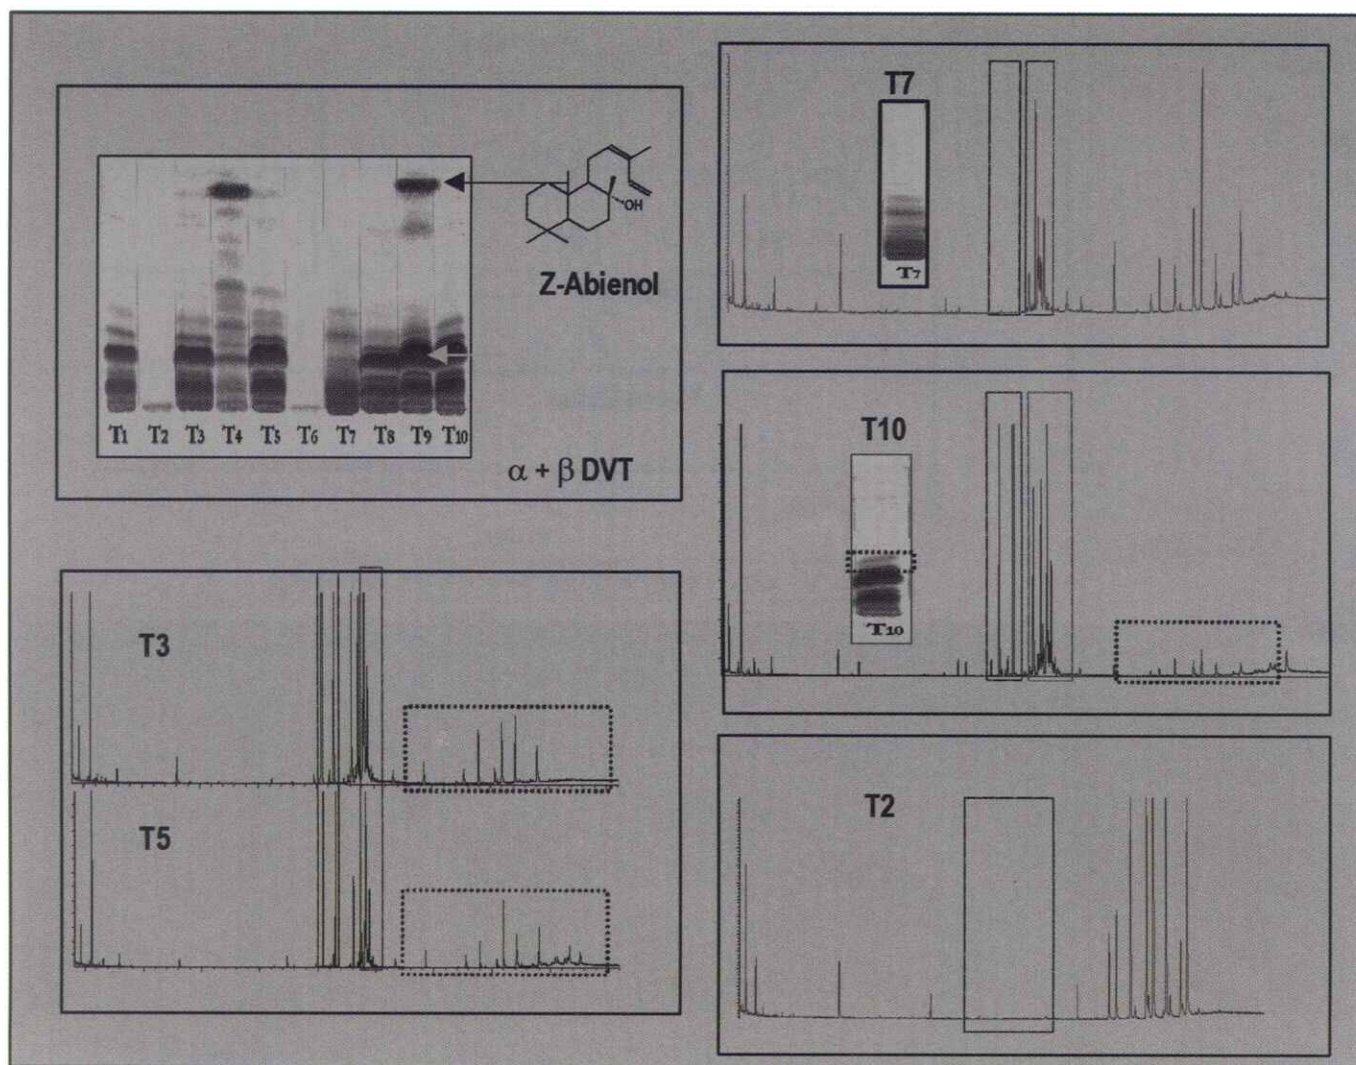 OH
Z-Abienol
T1 T2 T3 T4 T5 T6 T7 T8 T9 T10
α + β DVT
T3
T5
T7
T7
T10
T10
T2